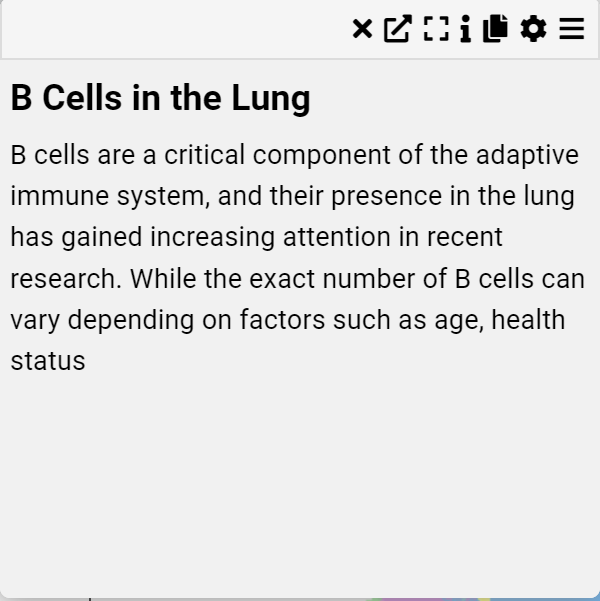 B Cells in the Lung
B cells are a critical component of the adaptive
immune system, and their presence in the lung
has gained increasing attention in recent
research. While the exact number of B cells can
vary depending on factors such as age, health
status